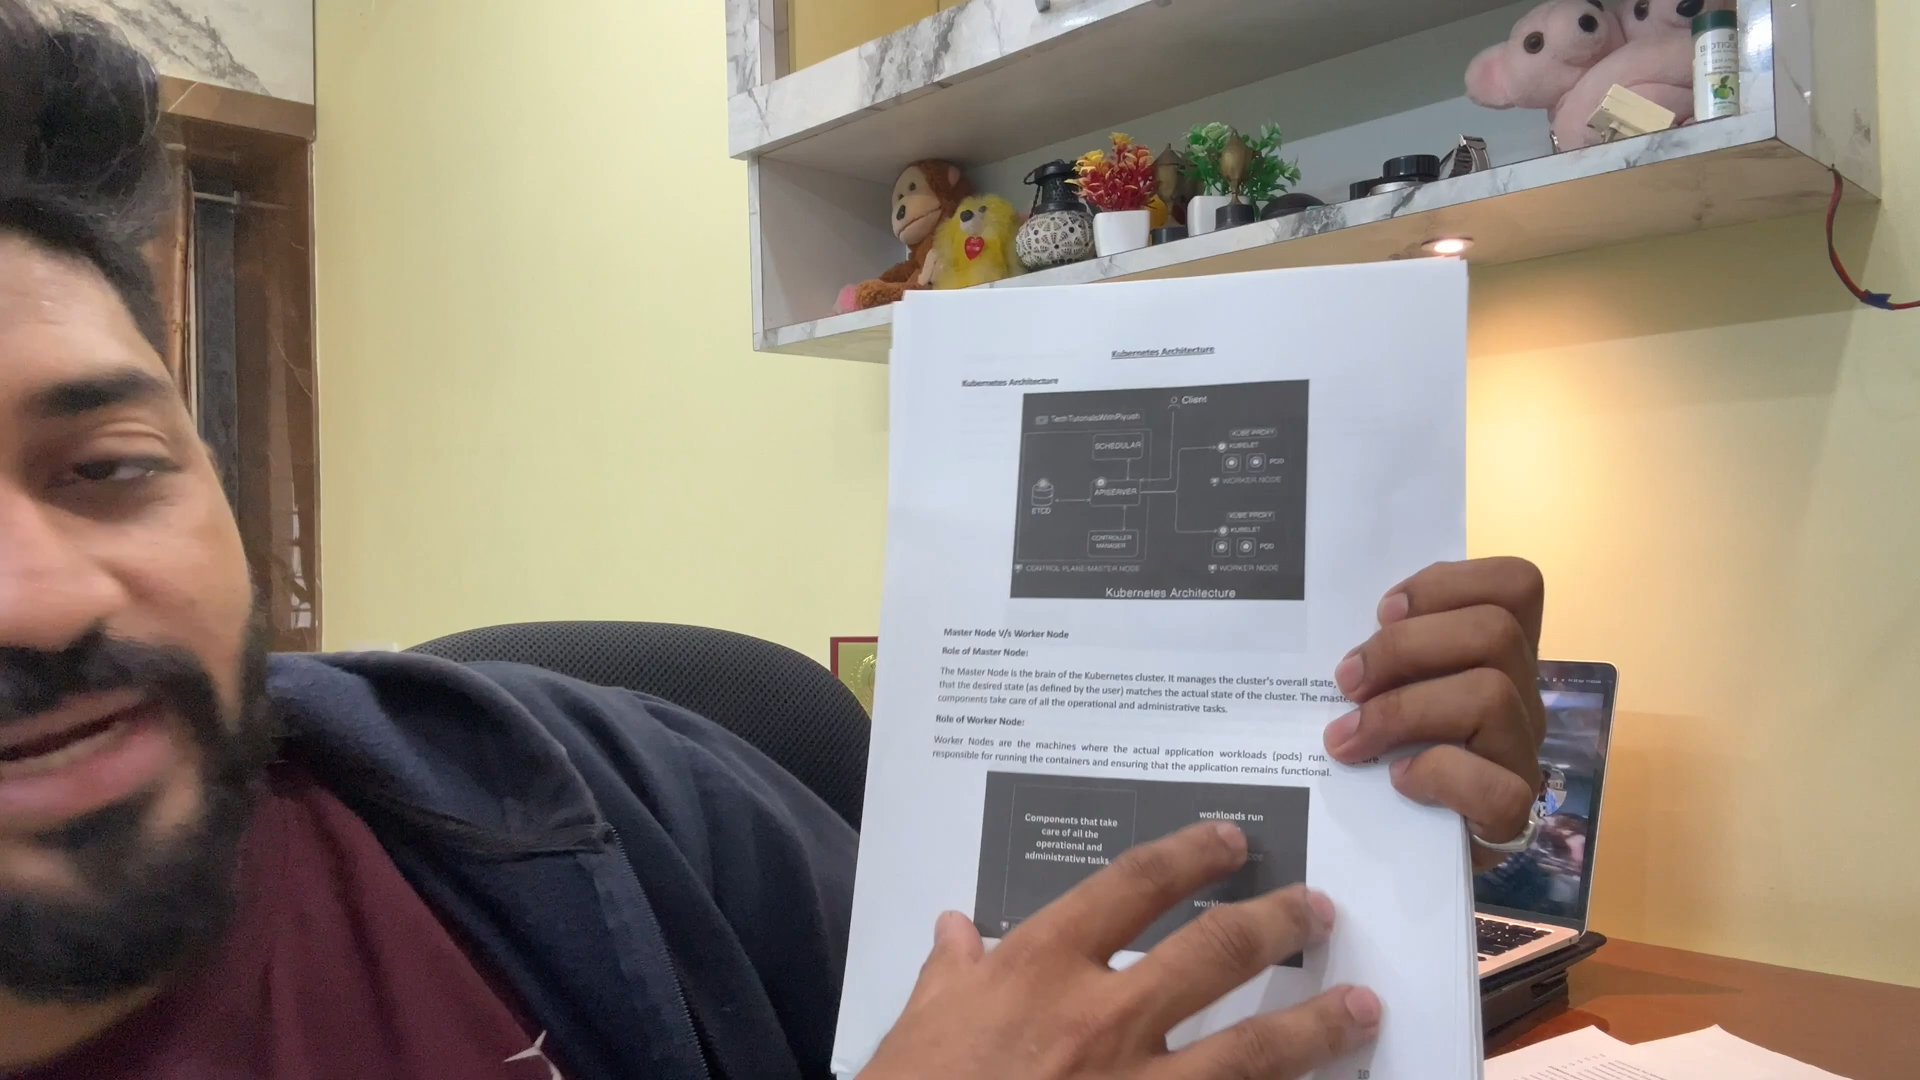 BIOTIQUE
Kubernetes Architecture
Kubernetes Architecture
Client
TechTutorialsWithPiyush
SCHEDULAR
KUBE PROXY
KUBELET
POD
WORKER NODE
APISERVER
ETCD
KUBE PROXY
KUBELET
POD
CONTROLLER
MANAGER
CONTROL PLANE/MASTER NODE
WORKER NODE
Kubernetes Architecture
Master Node V/s Worker Node
Role of Master Node:
The Master Node is the brain of the Kubernetes cluster. It manages the cluster's overall state,
that the desired state (as defined by the user) matches the actual state of the cluster. The
components take care of all the operational and administrative tasks.
Role of Worker Node:
Worker Nodes are the machines where the actual application workloads (pods) run.
responsible for running the containers and ensuring that the application remains functional.
Components that take
care of all the
operational and
administrative tasks
workloads run
10